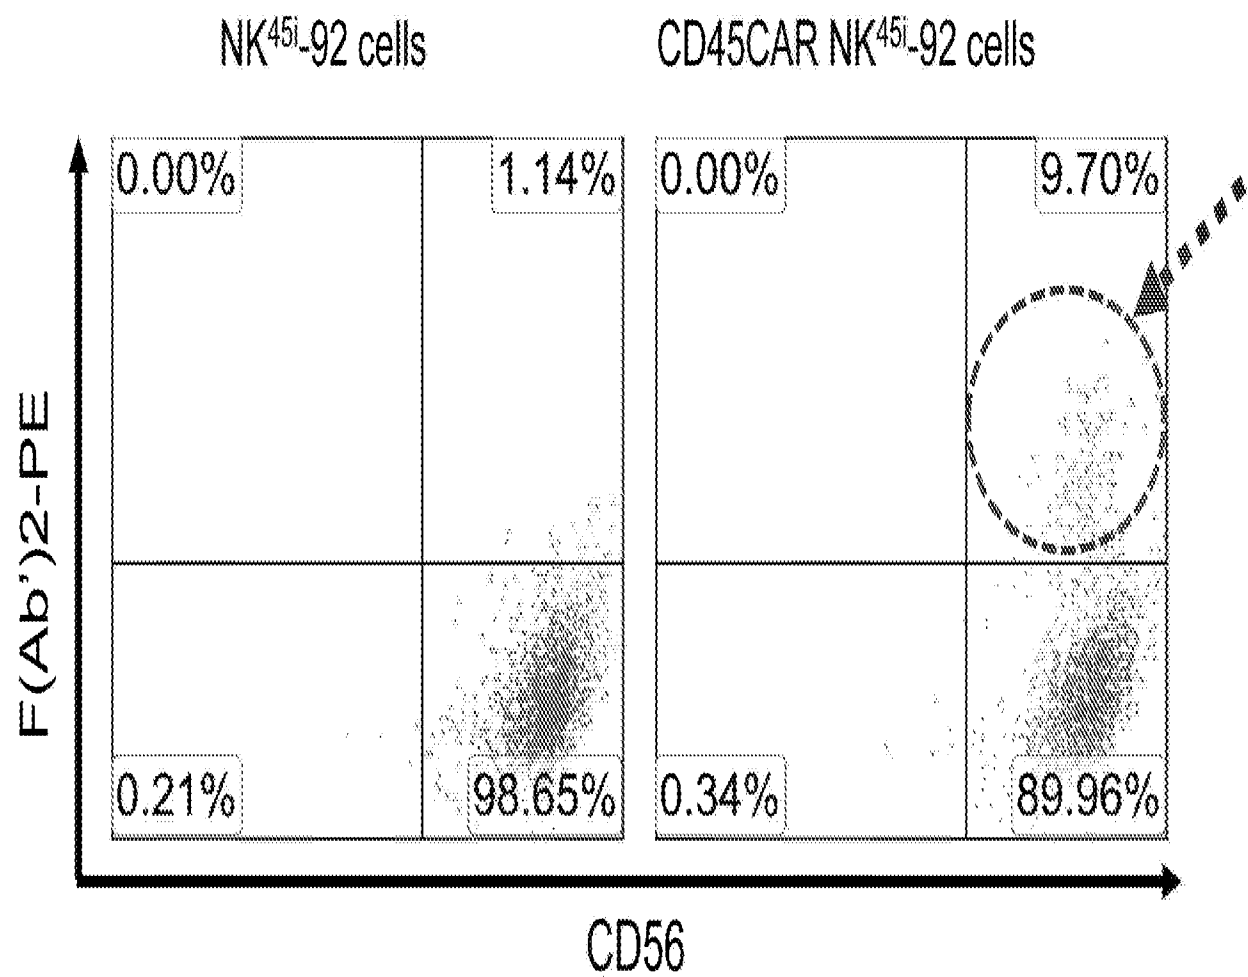 NK45i-92 cells
CD45CAR NK45i-92 cells
0.00%
1.14%
0.00%
9.70%
F(Ab’)2-PE
0.21%
98.65%
0.34%
89.96%
CD56